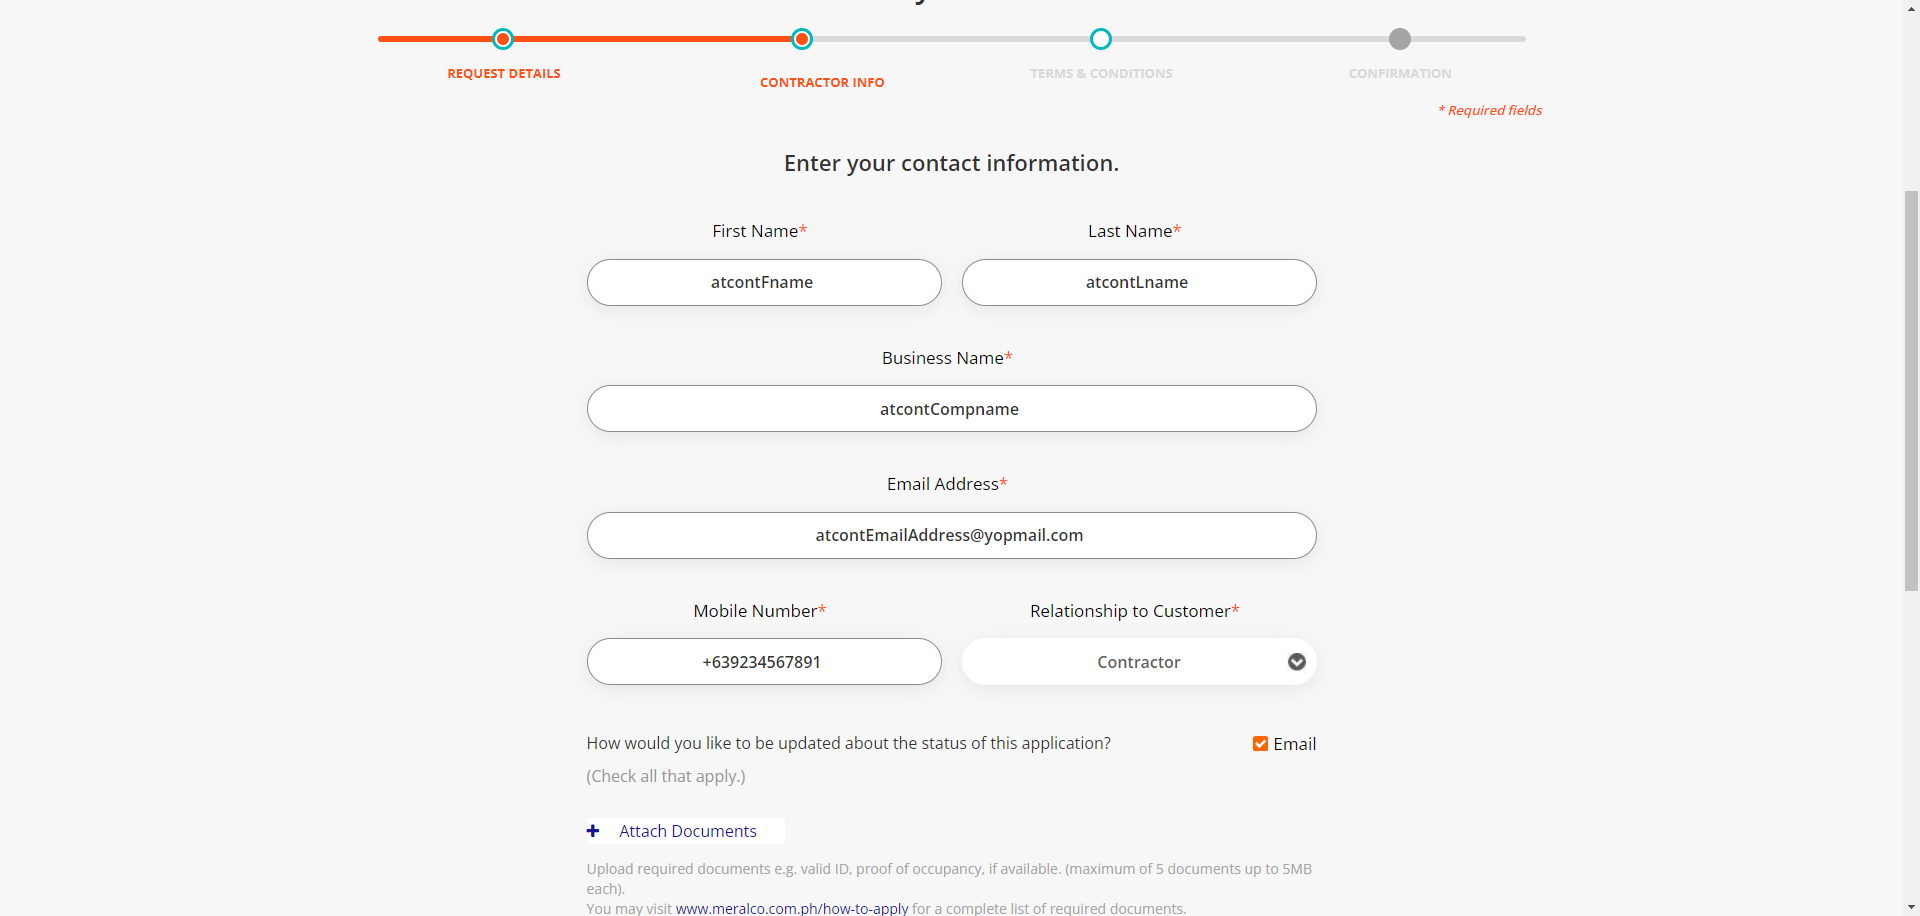 REQUEST DETAILS
CONTRACTOR INFO
TERMS & CONDITIONS
CONFIRMATION
* Required fields
Enter your contact information.
First Name*
Last Name*
atcontFname
atcontLname
Business Name*
atcontCompname
Email Address*
atcontEmailAddress@yopmail.com
Mobile Number*
Relationship to Customer*
+639234567891
Contractor
How would you like to be updated about the status of this application?
Email
(Check all that apply.)
Attach Documents
Upload required documents e.g. valid ID, proof of occupancy, if available. (maximum of 5 documents up to 5MB
each).
You may visit www.meralco.com.ph/how-to-apply for a complete list of required documents.